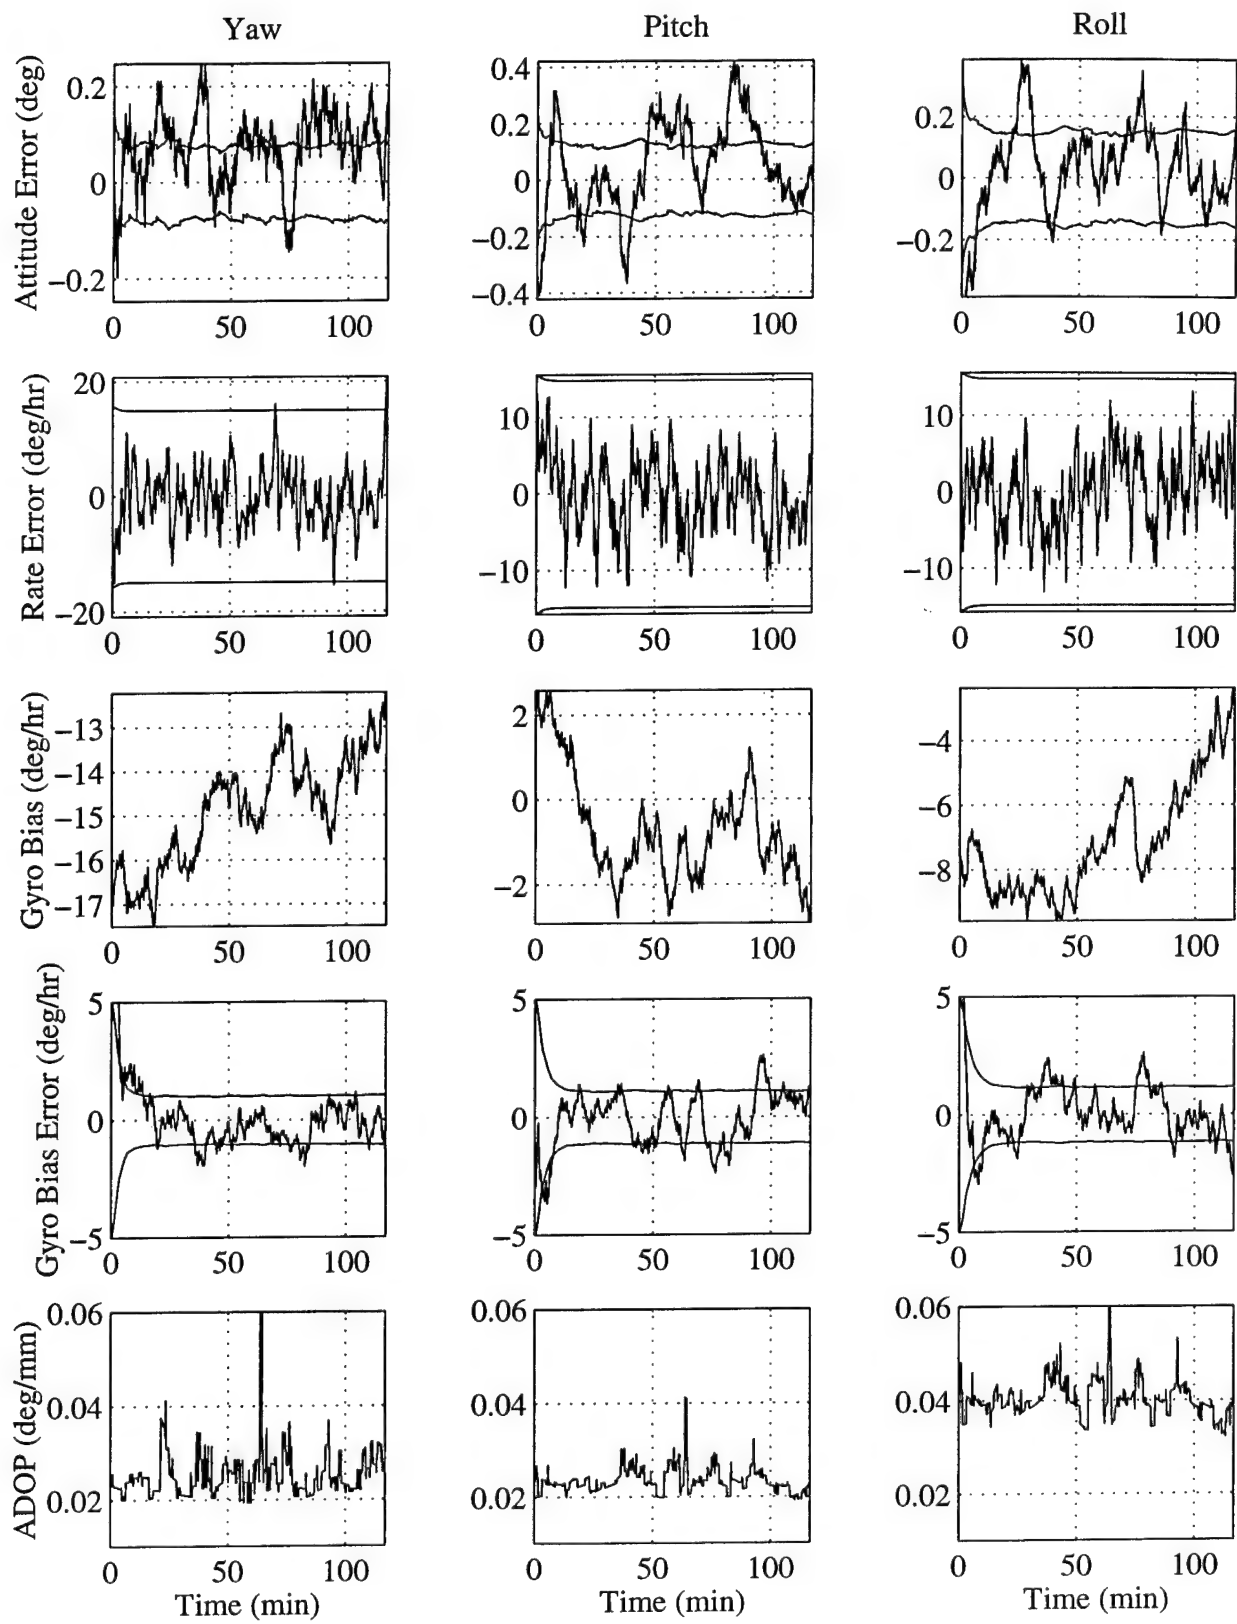 Yaw
Pitch
Roll
Attitude Error (deg)
0.2
0
−0.2
0 50 100
0.4
0.2
0
−0.2
−0.4
0 50 100
0.2
0
−0.2
0 50 100
Rate Error (deg/hr)
20
0
−20
0 50 100
10
0
−10
0 50 100
10
0
−10
0 50 100
Gyro Bias (deg/hr)
−13
−14
−15
−16
−17
0 50 100
2
0
−2
0 50 100
−4
−6
−8
0 50 100
Gyro Bias Error (deg/hr)
5
0
−5
0 50 100
5
0
−5
0 50 100
5
0
−5
0 50 100
ADOP (deg/mm)
0.06
0.04
0.02
0 50 100
Time (min)
0.06
0.04
0.02
0 50 100
Time (min)
0.06
0.04
0.02
0 50 100
Time (min)